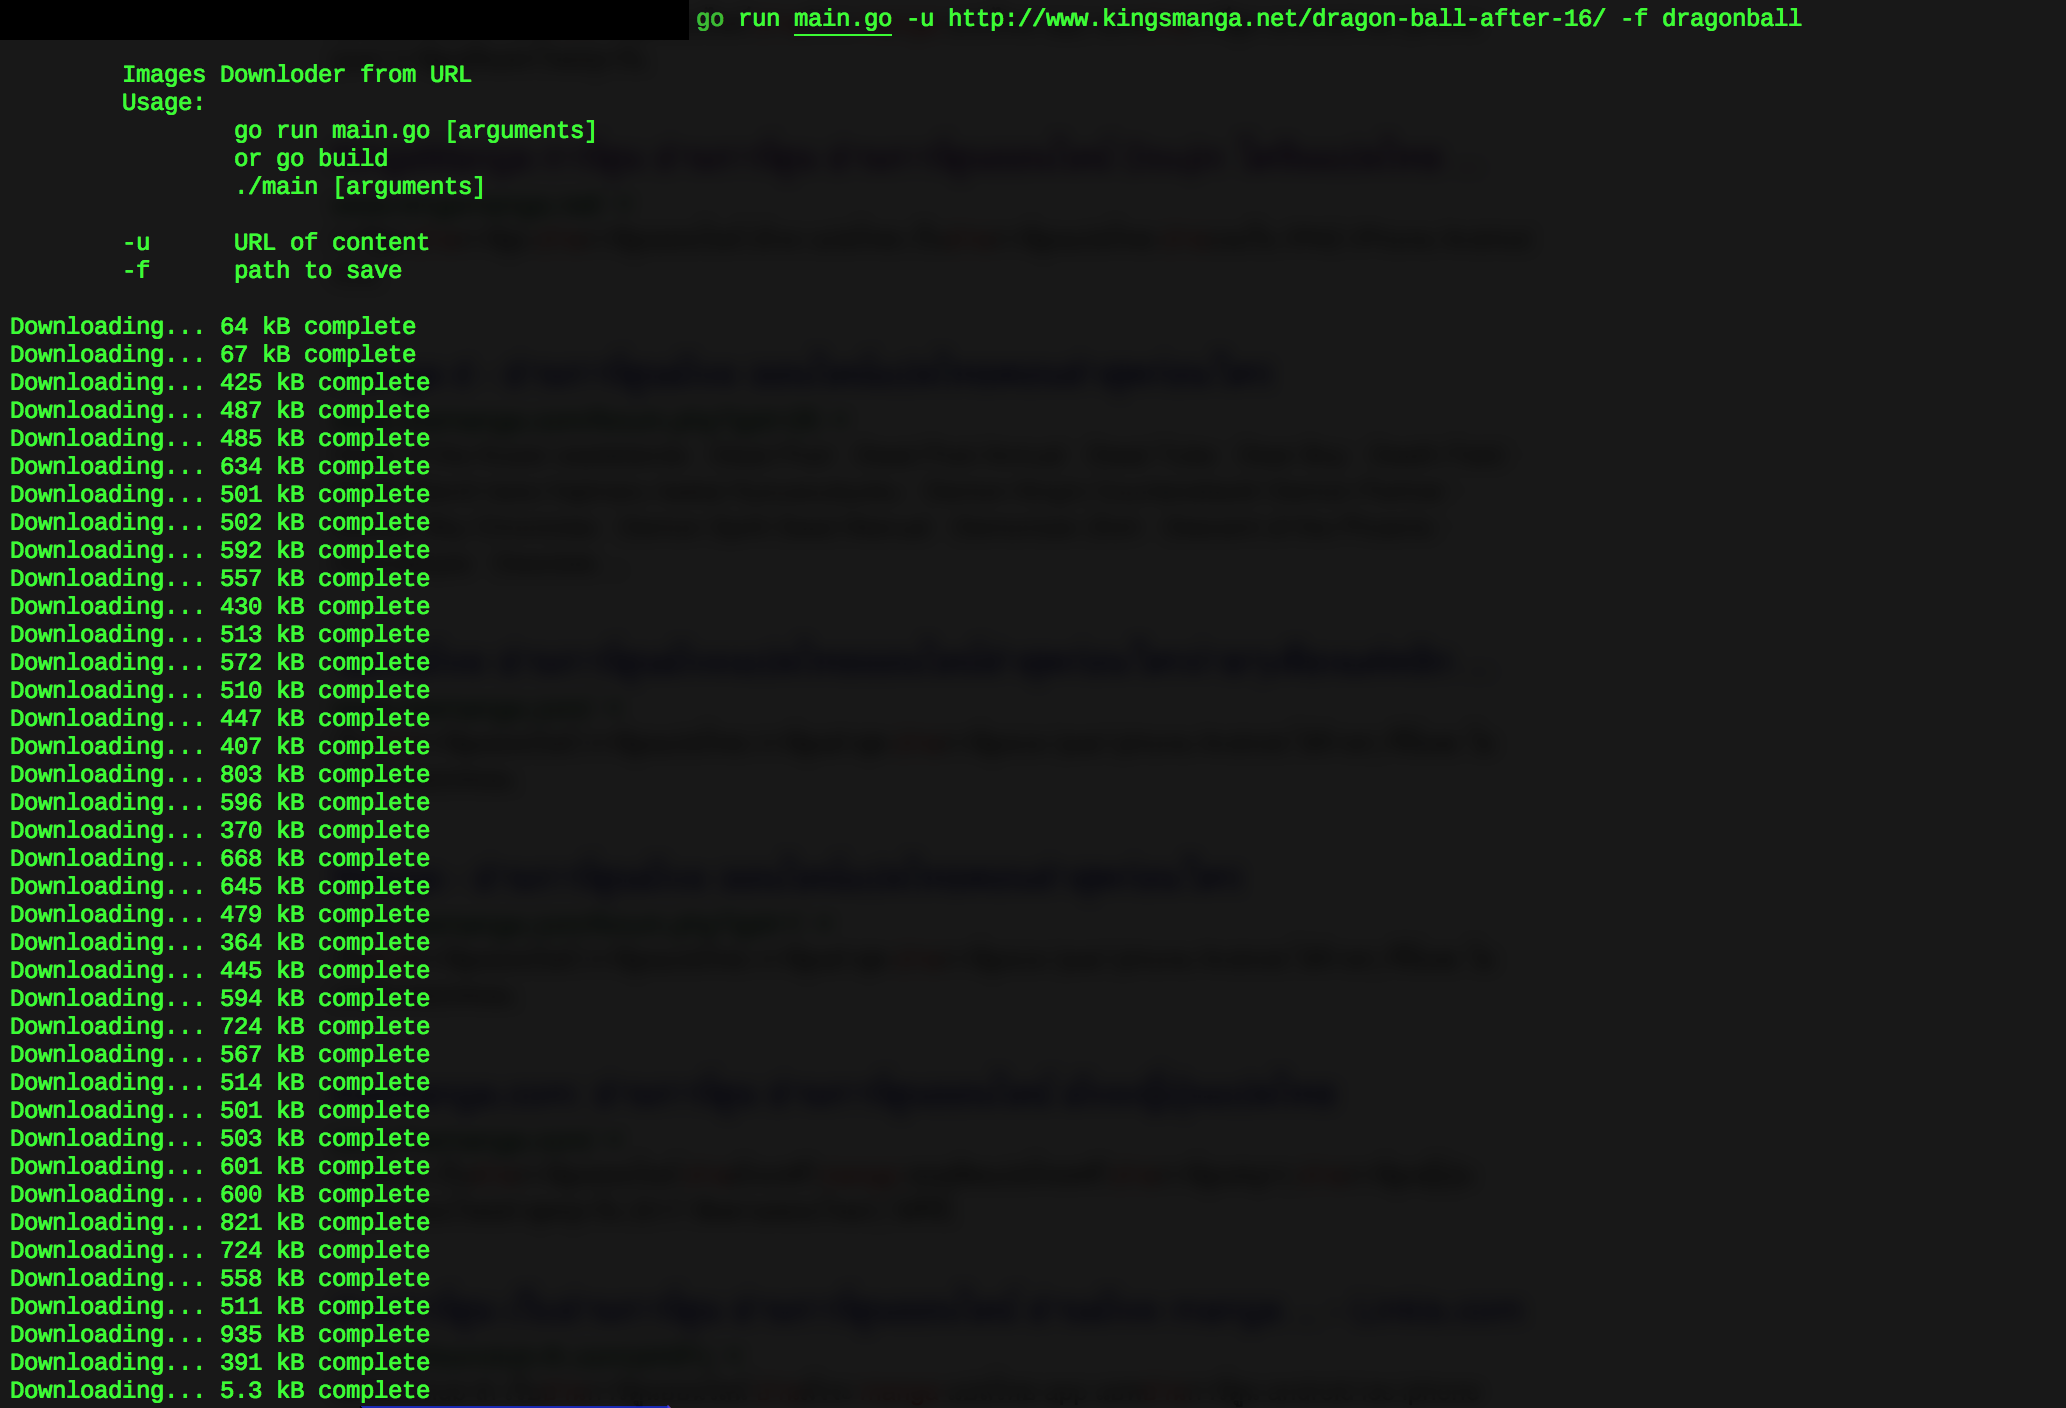 go run main.go -u http://www.kingsmanga.net/dragon-ball-after-16/ -f dragonball
Images Downloder from URL
Usage:
go run main.go [arguments]
or go build
./main [arguments]
-u URL of content
-f path to save
Downloading... 64 kB complete
Downloading... 67 kB complete
Downloading... 425 kB complete
Downloading... 487 kB complete
Downloading... 485 kB complete
Downloading... 634 kB complete
Downloading... 501 kB complete
Downloading... 502 kB complete
Downloading... 592 kB complete
Downloading... 557 kB complete
Downloading... 430 kB complete
Downloading... 513 kB complete
Downloading... 572 kB complete
Downloading... 510 kB complete
Downloading... 447 kB complete
Downloading... 407 kB complete
Downloading... 803 kB complete
Downloading... 596 kB complete
Downloading... 370 kB complete
Downloading... 668 kB complete
Downloading... 645 kB complete
Downloading... 479 kB complete
Downloading... 364 kB complete
Downloading... 445 kB complete
Downloading... 594 kB complete
Downloading... 724 kB complete
Downloading... 567 kB complete
Downloading... 514 kB complete
Downloading... 501 kB complete
Downloading... 503 kB complete
Downloading... 601 kB complete
Downloading... 600 kB complete
Downloading... 821 kB complete
Downloading... 724 kB complete
Downloading... 558 kB complete
Downloading... 511 kB complete
Downloading... 935 kB complete
Downloading... 391 kB complete
Downloading... 5.3 kB complete